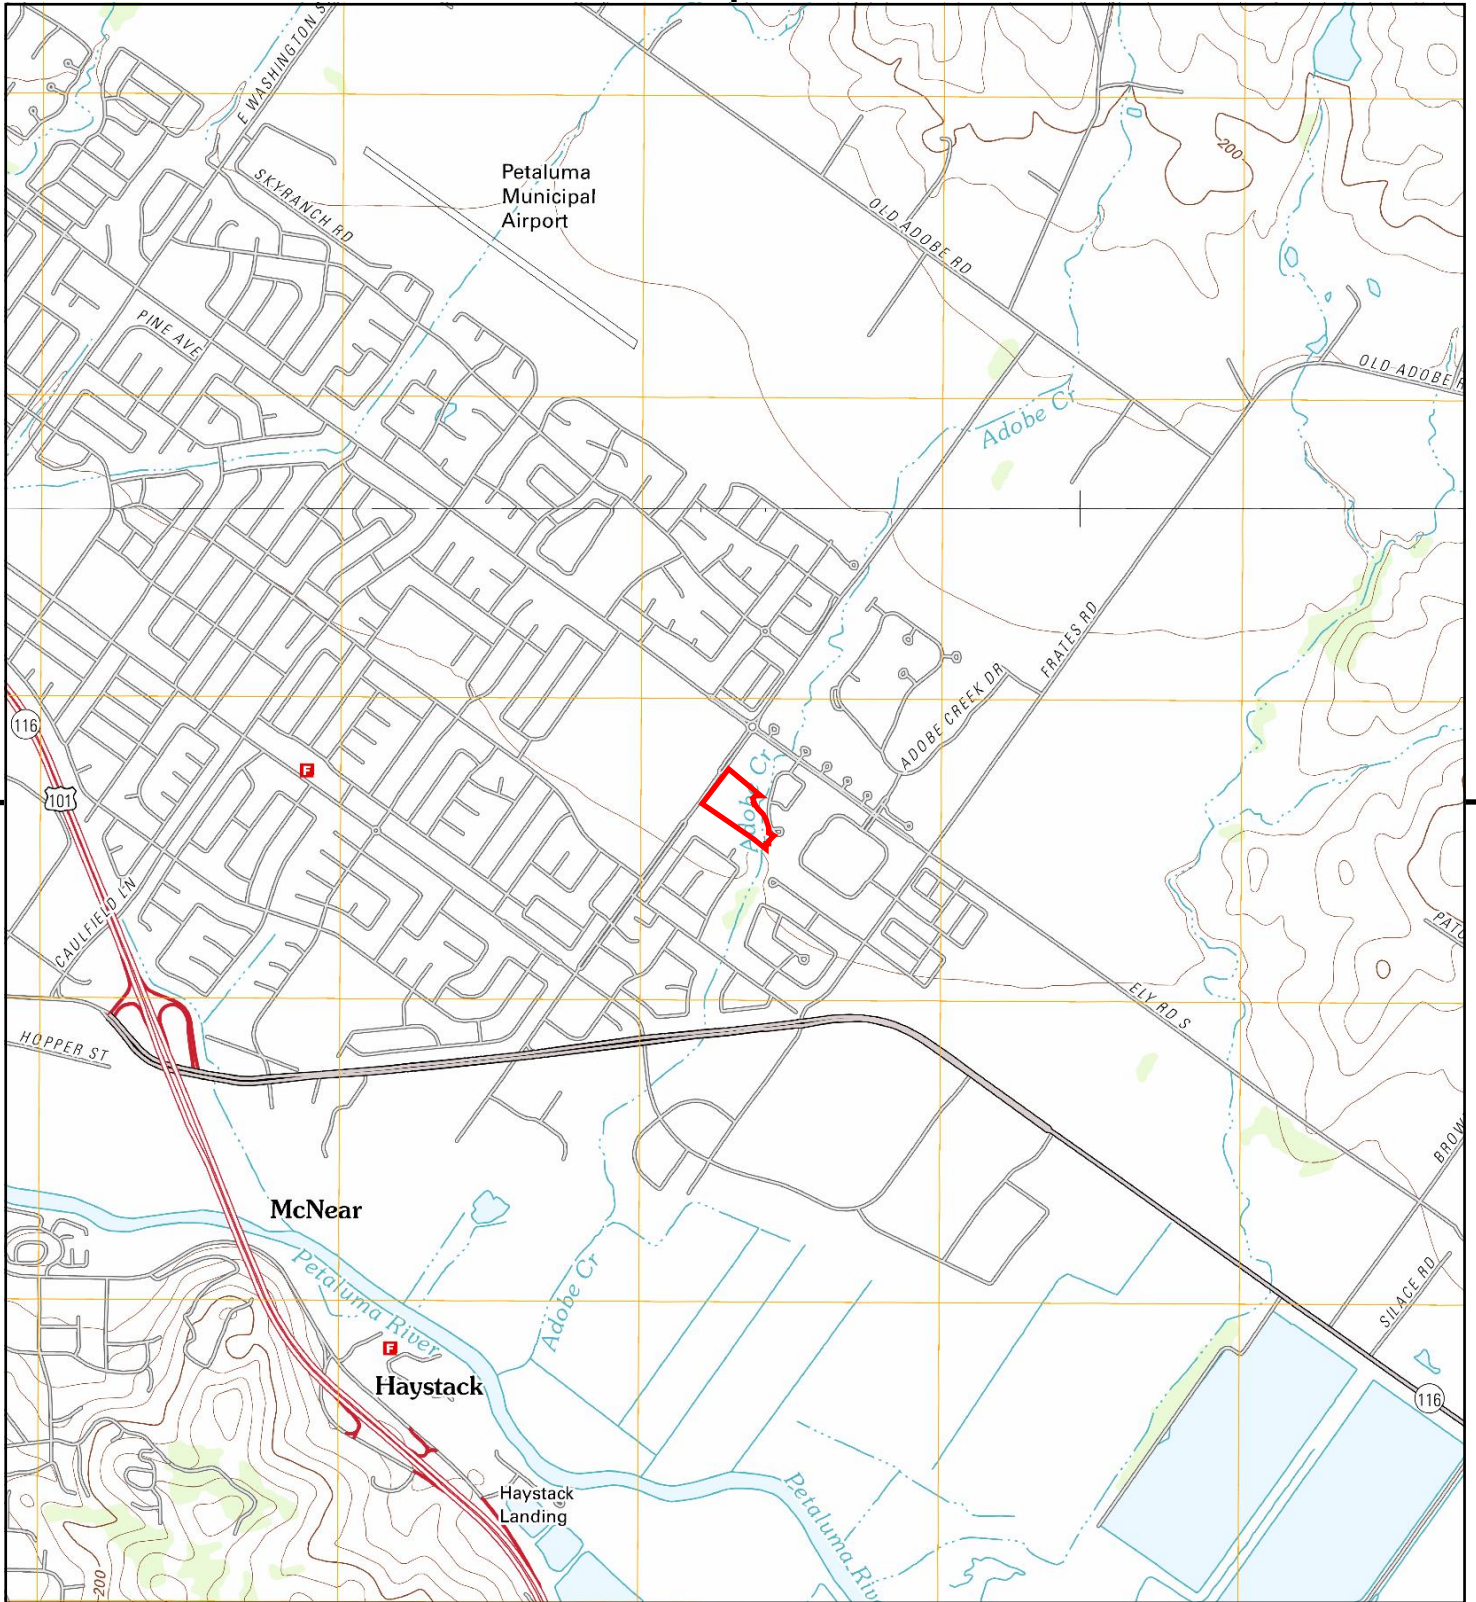 E WASHINGTON S
Petaluma
Municipal
Airport
200
SKYRANCH RD
OLD ADOBE RD
PINE AVE
OLD ADOBE R
Adobe Cr
FRATES RD
ADOBE CREEK DR
116
F
101
Adobe Cr
CAULFIELD LN
PATO
ELY RD S
HOPPER ST
BROW
McNear
Petaluma River
Adobe Cr
SILACE RD
F
Haystack
116
Haystack
Landing
Petaluma Riv
200